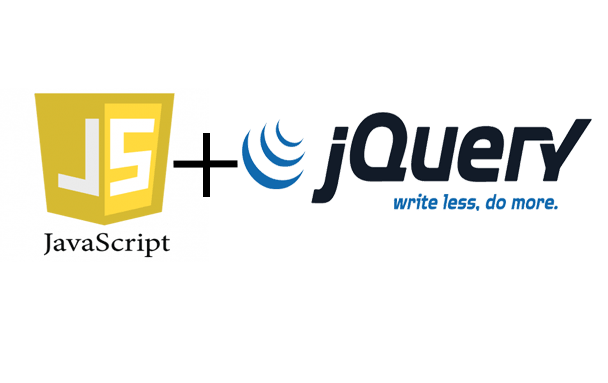 JS
JavaScript
+
jQuery
write less, do more.